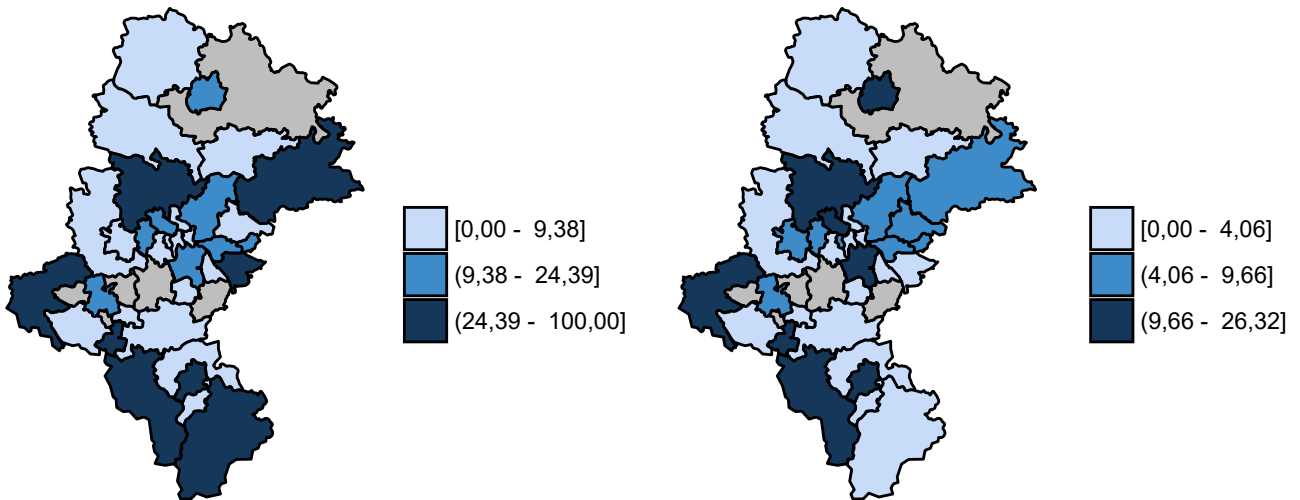 [0,00 - 9,38]
(9,38 - 24,39]
(24,39 - 100,00]
[0,00 - 4,06]
(4,06 - 9,66]
(9,66 - 26,32]